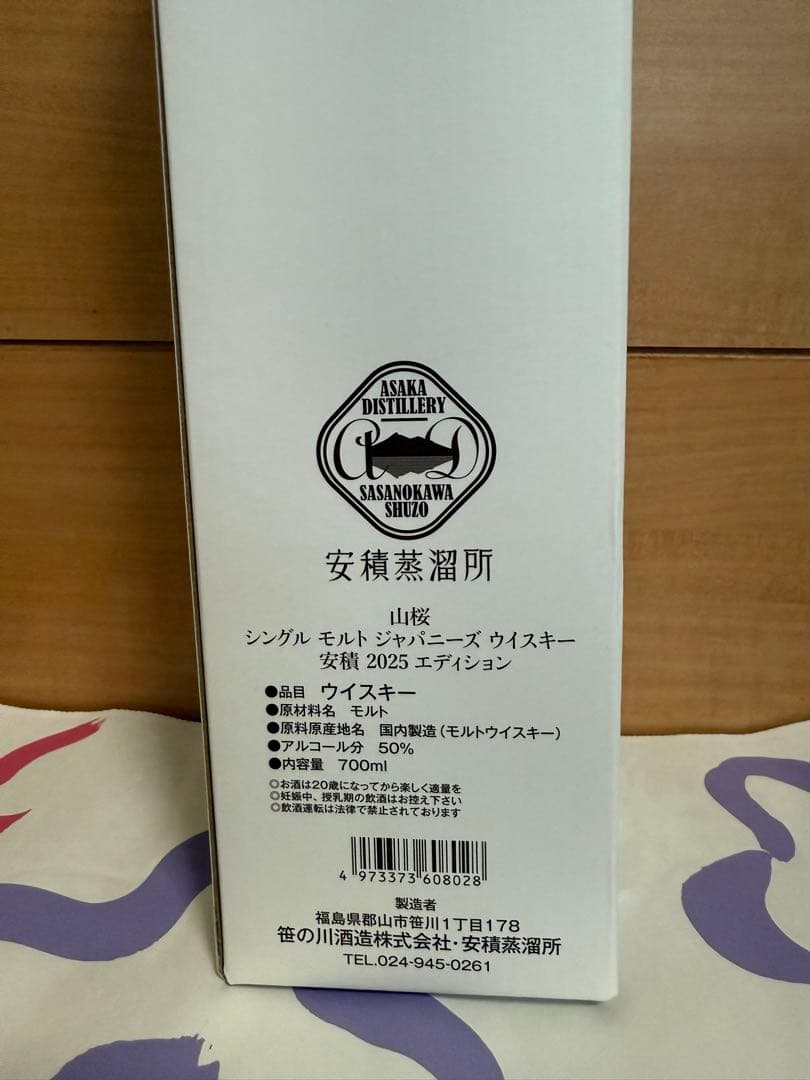 ASAKA
DISTILLERY
a D
SASANOKAWA
SHUZO
安積蒸溜所
山桜
シングル モルト ジャパニーズ ウイスキー
安積 2025 エディション
●品目 ウイスキー
●原材料名 モルト
●原料原産地名 国内製造(モルトウイスキー)
●アルコール分 50%
●内容量 700ml
◎お酒は20歳になってから楽しく適量を
◎妊娠中、授乳期の飲酒はお控え下さい
◎飲酒運転は法律で禁止されております
4 973373 608028
製造者
福島県郡山市笹川1丁目178
笹の川酒造株式会社・安積蒸溜所
TEL.024-945-0261